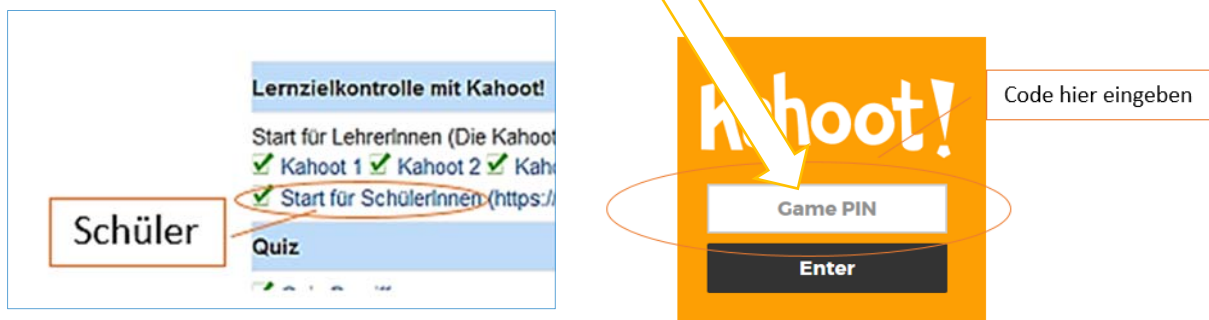 Lernzielkontrolle mit Kahoot!
Start für LehrerInnen (Die Kahoot
Kahoot 1 Kahoot 2 Kaho
Start für SchülerInnen (https://
Schüler
Quiz
Kahoot!
Code hier eingeben
Game PIN
Enter